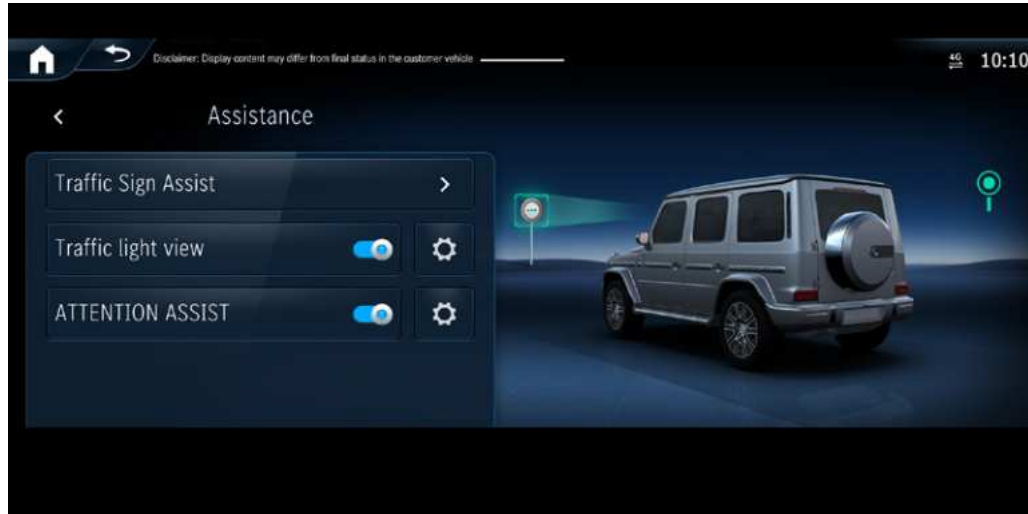 Disclaimer: Display content may differ from final status in the customer vehicle
4G
10:10
Assistance
Traffic Sign Assist
Traffic light view
ATTENTION ASSIST